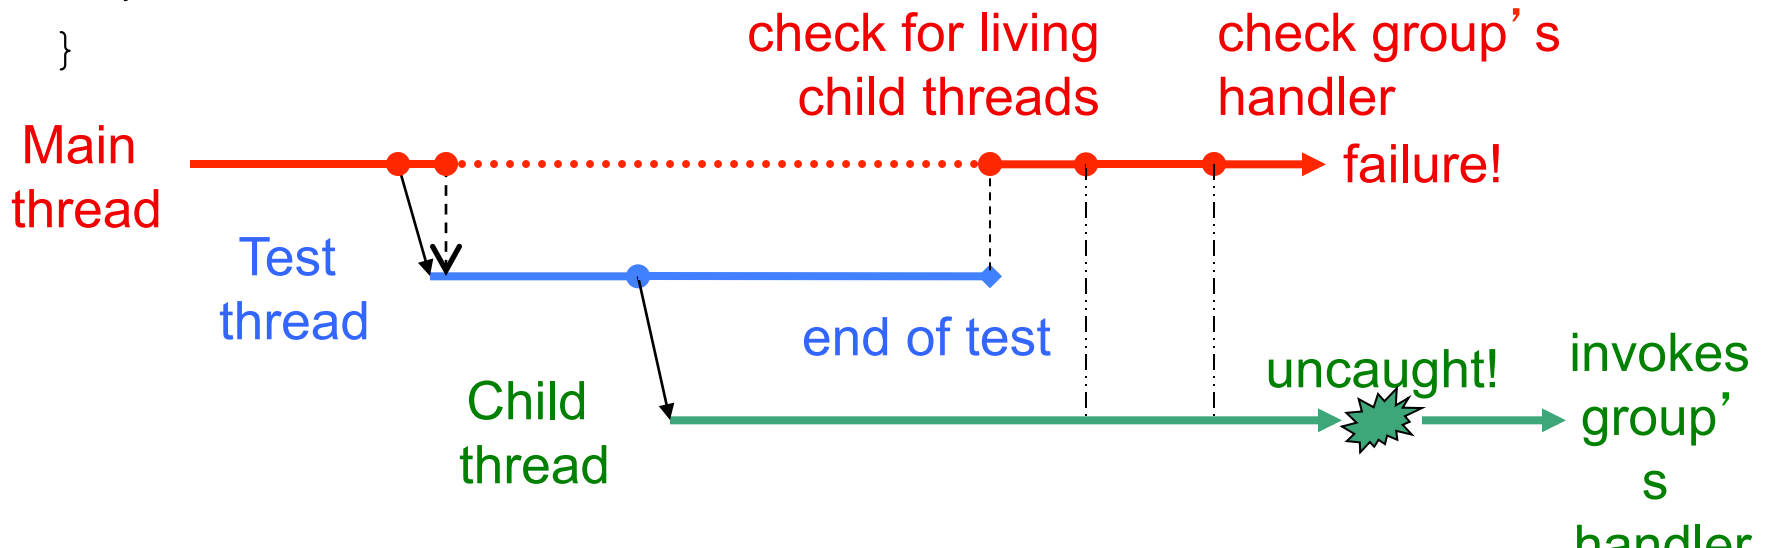 }
check for living
child threads
check group’s
handler
Main
thread
failure!
Test
thread
end of test
Child
thread
uncaught!
invokes
group’
s
handler